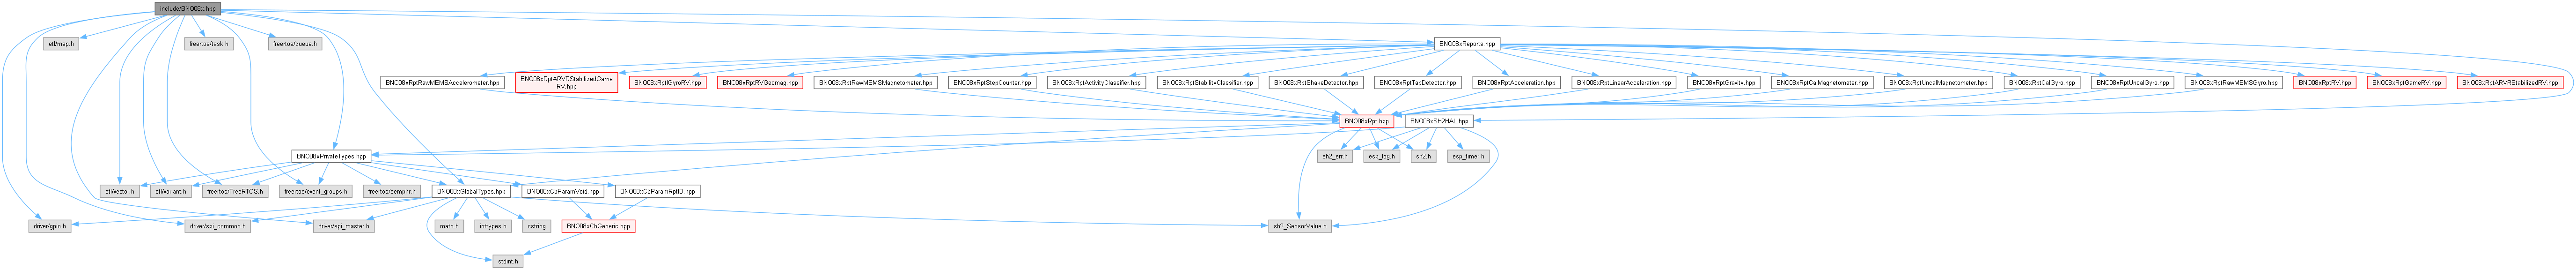 include/BNO08x.hpp
etl/map.h
freertos/task.h
freertos/queue.h
BNO08xReports.hpp
BNO08xRptRawMEMSAccelerometer.hpp
BNO08xRptARVRStabilizedGame
RV.hpp
BNO08xRptIGyroRV.hpp
BNO08xRptRVGeomag.hpp
BNO08xRptRawMEMSMagnetometer.hpp
BNO08xRptStepCounter.hpp
BNO08xRptActivityClassifier.hpp
BNO08xRptStabilityClassifier.hpp
BNO08xRptShakeDetector.hpp
BNO08xRptTapDetector.hpp
BNO08xRptAcceleration.hpp
BNO08xRptLinearAcceleration.hpp
BNO08xRptGravity.hpp
BNO08xRptCalMagnetometer.hpp
BNO08xRptUncalMagnetometer.hpp
BNO08xRptCalGyro.hpp
BNO08xRptUncalGyro.hpp
BNO08xRptRawMEMSGyro.hpp
BNO08xRptRV.hpp
BNO08xRptGameRV.hpp
BNO08xRptARVRStabilizedRV.hpp
BNO08xRpt.hpp
BNO08xSH2HAL.hpp
BNO08xPrivateTypes.hpp
sh2_err.h
esp_log.h
sh2.h
esp_timer.h
etl/vector.h
etl/variant.h
freertos/FreeRTOS.h
freertos/event_groups.h
freertos/semphr.h
BNO08xGlobalTypes.hpp
BNO08xCbParamVoid.hpp
BNO08xCbParamRptID.hpp
driver/gpio.h
driver/spi_common.h
driver/spi_master.h
math.h
inttypes.h
cstring
BNO08xCbGeneric.hpp
sh2_SensorValue.h
stdint.h